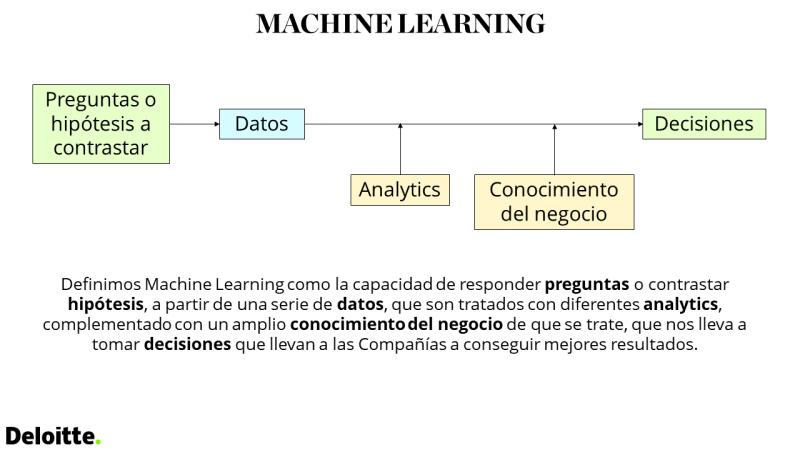 MACHINE LEARNING
Preguntas o
hipótesis a
contrastar
Datos
Decisiones
Analytics
Conocimiento
del negocio
Definimos Machine Learning como la capacidad de responder preguntas o contrastar
hipótesis, a partir de una serie de datos, que son tratados con diferentes analytics,
complementado con un amplio conocimiento del negocio de que se trate, que nos lleva a
tomar decisiones que llevan a las Compañías a conseguir mejores resultados.
Deloitte.